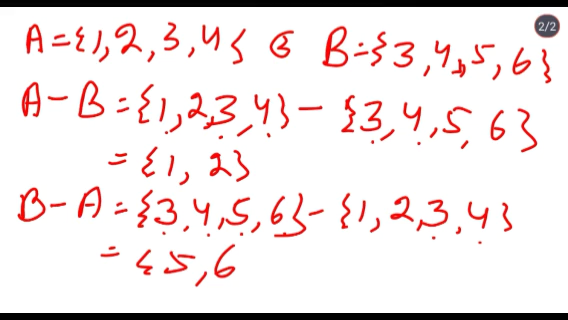 A = {1, 2, 3, 4} ও B = {3, 4, 5, 6}
2/2
A - B = {1, 2, 3, 4} - {3, 4, 5, 6}
= {1, 2}
B - A = {3, 4, 5, 6} - {1, 2, 3, 4}
= {5, 6